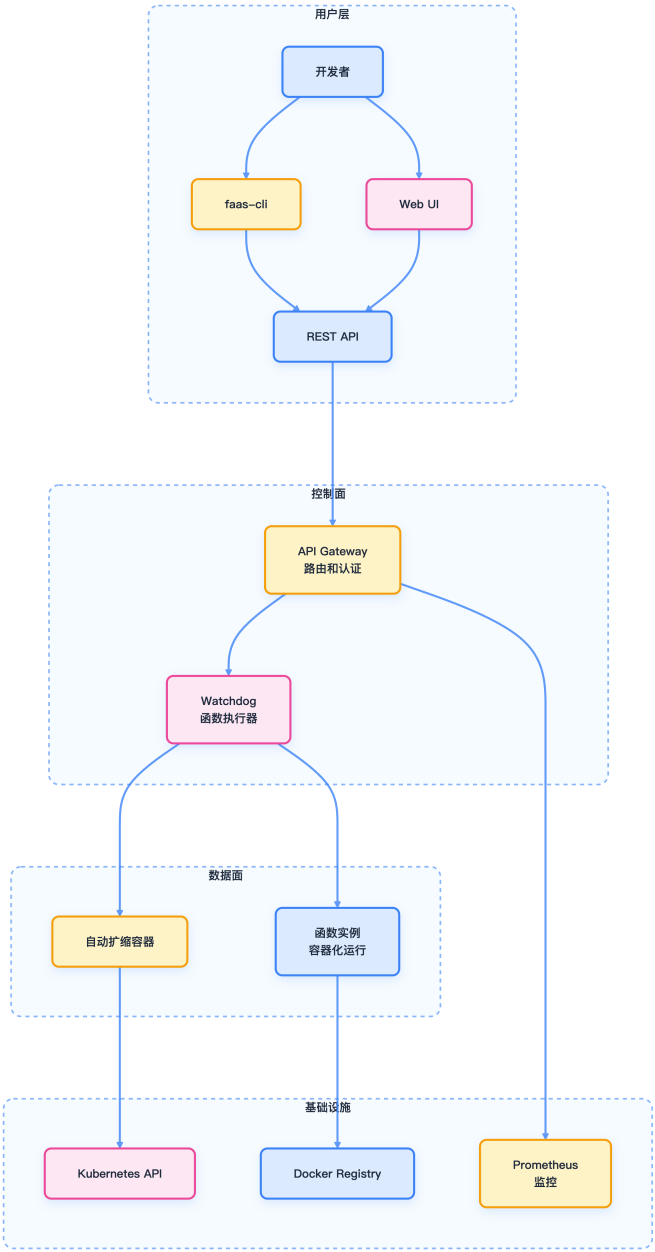 用户层
开发者
faas-cli
Web UI
REST API
控制面
API Gateway
路由和认证
Watchdog
函数执行器
数据面
自动扩缩容器
函数实例
容器化运行
基础设施
Kubernetes API
Docker Registry
Prometheus
监控